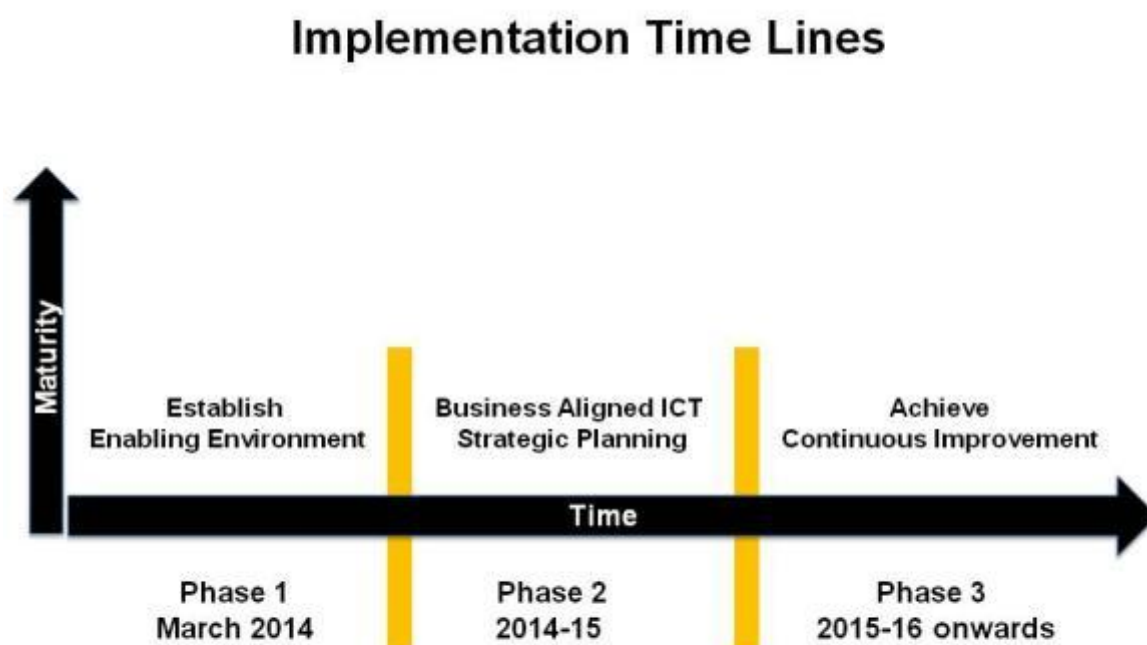 Implementation Time Lines
Maturity
Establish
Enabling Environment
Business Aligned ICT
Strategic Planning
Achieve
Continuous Improvement
Time
Phase 1
March 2014
Phase 2
2014-15
Phase 3
2015-16 onwards